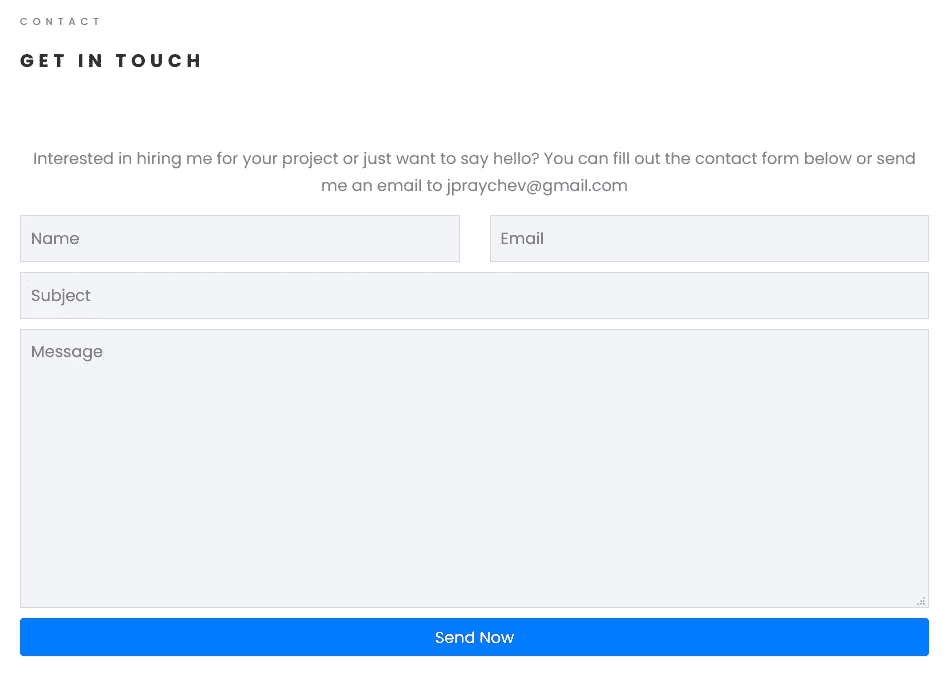 CONTACT
GET IN TOUCH
Interested in hiring me for your project or just want to say hello? You can fill out the contact form below or send
me an email to jpraychev@gmail.com
Name
Email
Subject
Message
Send Now